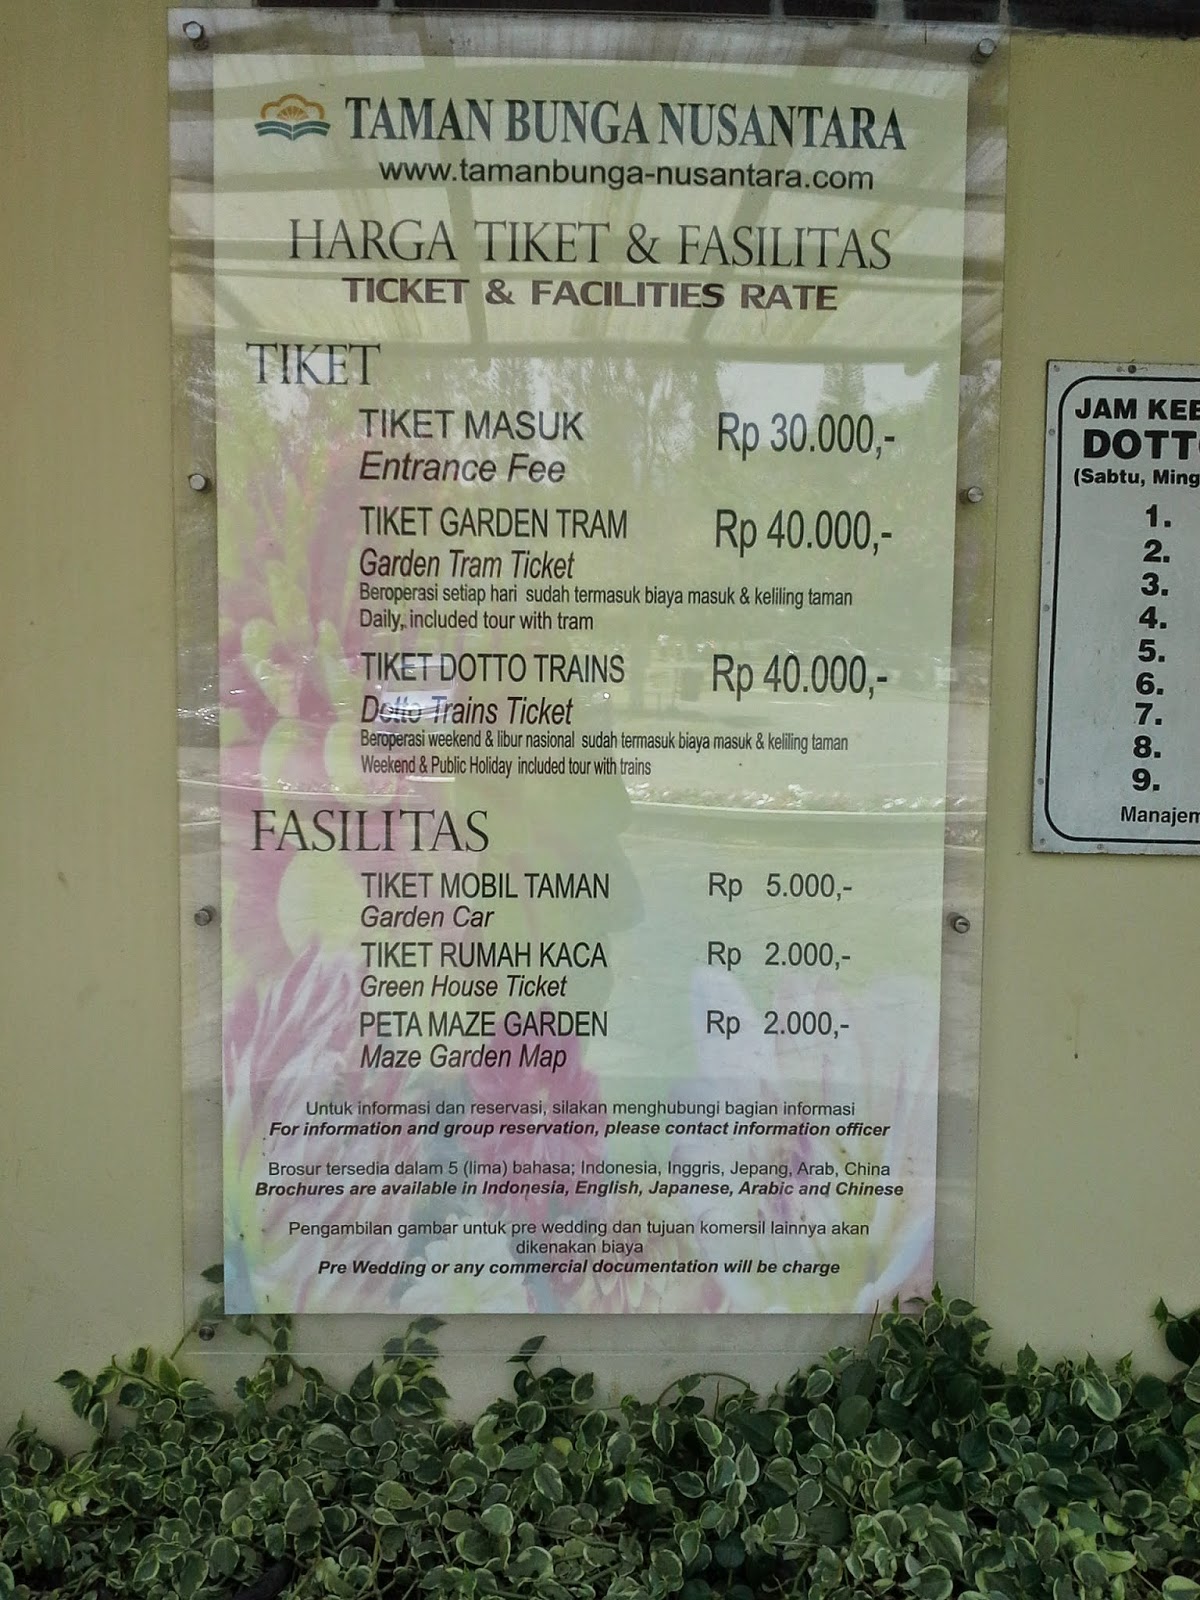 TAMAN BUNGA NUSANTARA
www.tamanbunga-nusantara.com
HARGA TIKET & FASILITAS
TICKET & FACILITIES RATE
TIKET
TIKET MASUK Rp 30.000,-
Entrance Fee
TIKET GARDEN TRAM Rp 40.000,-
Garden Tram Ticket
Beroperasi setiap hari sudah termasuk biaya masuk & keliling taman
Daily, included tour with tram
TIKET DOTTO TRAINS Rp 40.000,-
Dotto Trains Ticket
Beroperasi weekend & libur nasional sudah termasuk biaya masuk & keliling taman
Weekend & Public Holiday included tour with trains
FASILITAS
TIKET MOBIL TAMAN Rp 5.000,-
Garden Car
TIKET RUMAH KACA Rp 2.000,-
Green House Ticket
PETA MAZE GARDEN Rp 2.000,-
Maze Garden Map
Untuk informasi dan reservasi, silakan menghubungi bagian informasi
For information and group reservation, please contact information officer
Brosur tersedia dalam 5 (lima) bahasa; Indonesia, Inggris, Jepang, Arab, China
Brochures are available in Indonesia, English, Japanese, Arabic and Chinese
Pengambilan gambar untuk pre wedding dan tujuan komersil lainnya akan
dikenakan biaya
Pre Wedding or any commercial documentation will be charge
JAM
(Sabtu,
1.
2.
3.
4.
5.
6.
7.
8.
9.